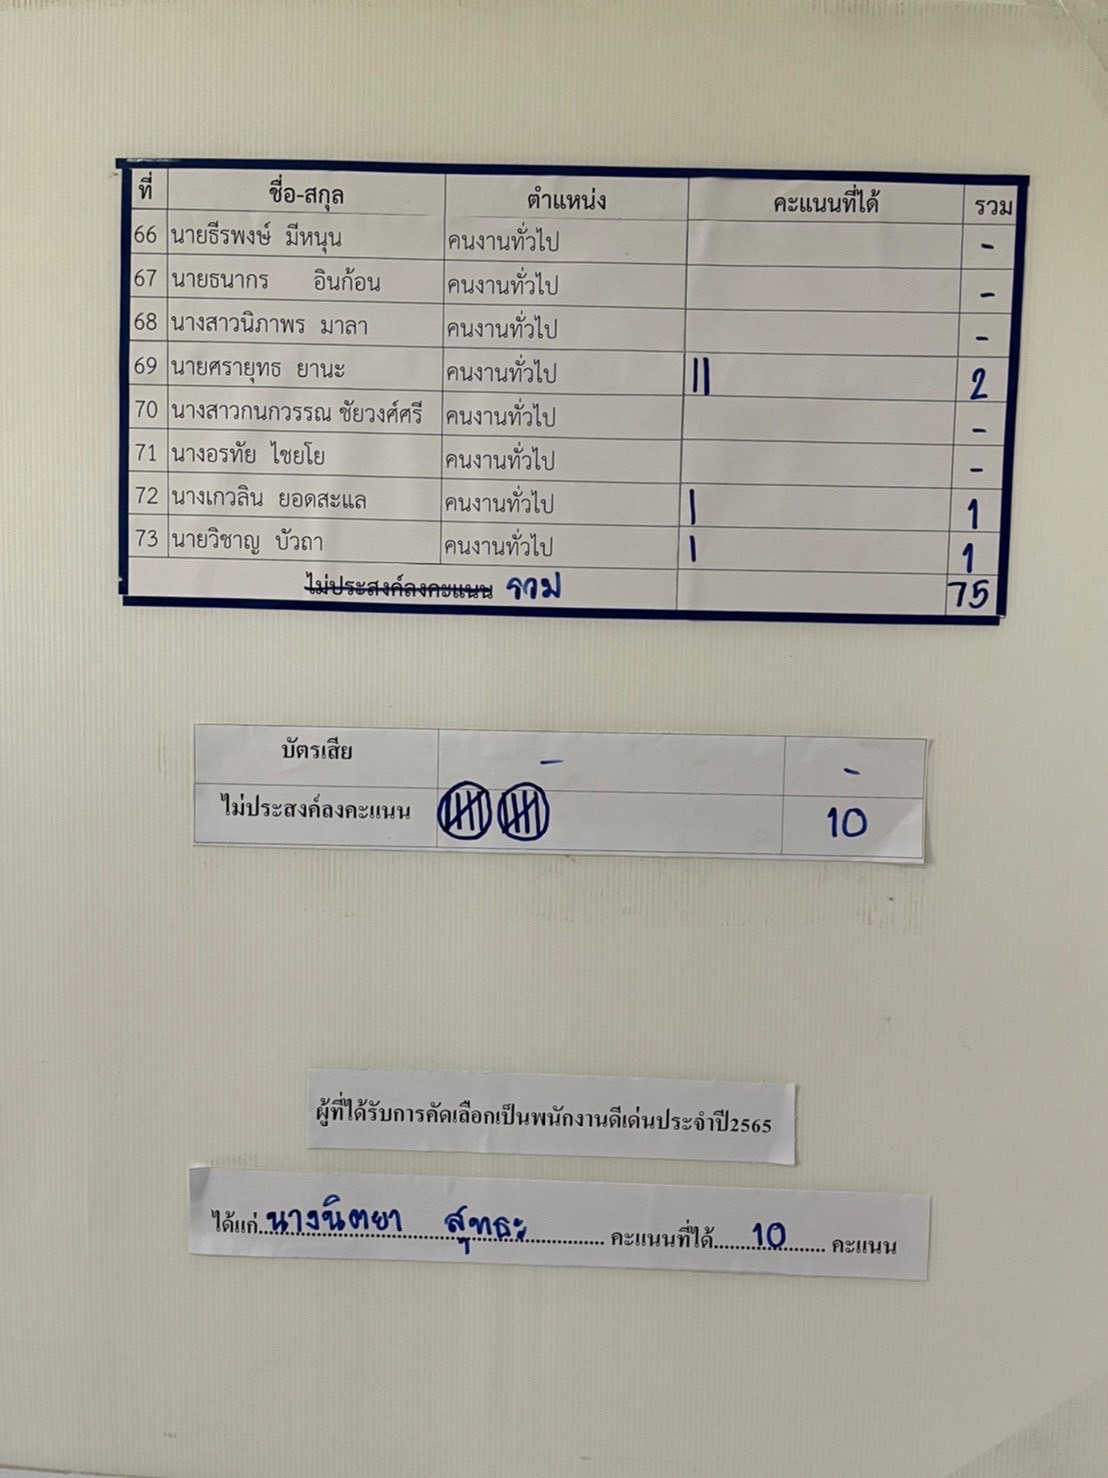 ที่ ชื่อ-สกุล ตำแหน่ง คะแนนที่ได้ รวม
66 นายธีรพงษ์ มีหนุน คนงานทั่วไป -
67 นายธนากร อินก้อน คนงานทั่วไป -
68 นางสาวนิภาพร มาลา คนงานทั่วไป -
69 นายศรายุทธ ยานะ คนงานทั่วไป || 2
70 นางสาวกนกวรรณ ชัยวงศ์ศรี คนงานทั่วไป -
71 นางอรทัย ไชยโย คนงานทั่วไป -
72 นางเกวลิน ยอดสะแล คนงานทั่วไป | 1
73 นายวิชาญ บัวถา คนงานทั่วไป | 1
ไม่ประสงค์ลงคะแนน รวม 75
บัตรเสีย - -
ไม่ประสงค์ลงคะแนน 10
ผู้ที่ได้รับการคัดเลือกเป็นพนักงานดีเด่นประจำปี2565
ได้แก่..นางนิตยา สุทธะ.............. คะแนนที่ได้......10...... คะแนน